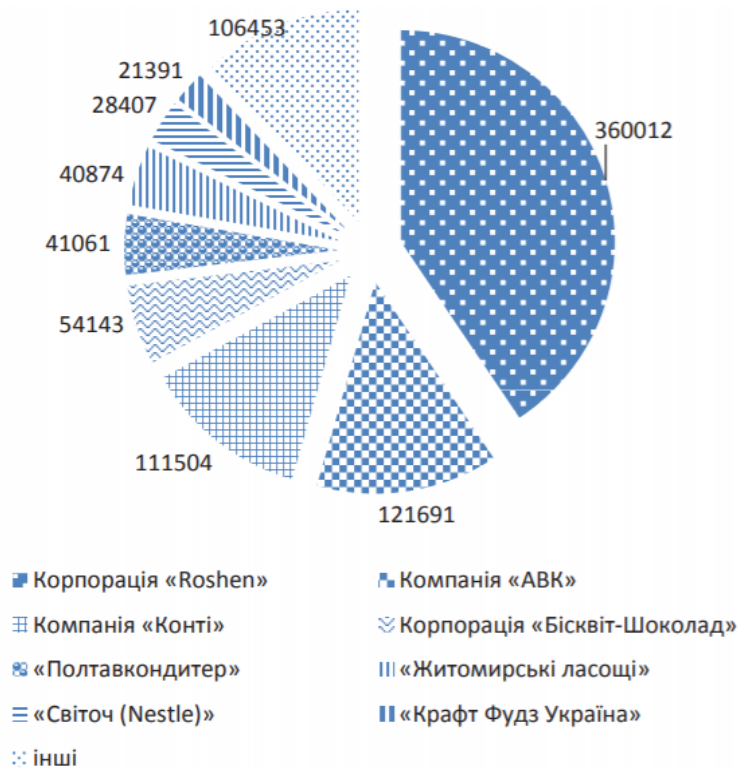 106453
21391
360012
28407
40874
41061
54143
111504
121691
Корпорація «Roshen»
Компанія «АВК»
Компанія «Конті»
Корпорація «Бісквіт-Шоколад»
«Полтавкондитер»
«Житомирські ласощі»
«Світоч (Nestle)»
«Крафт Фудз Україна»
інші